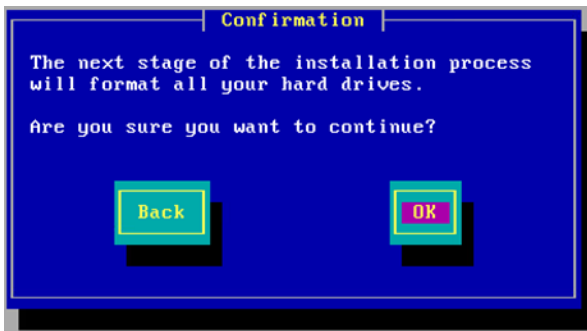 Confirmation
The next stage of the installation process
will format all your hard drives.
Are you sure you want to continue?
Back
OK